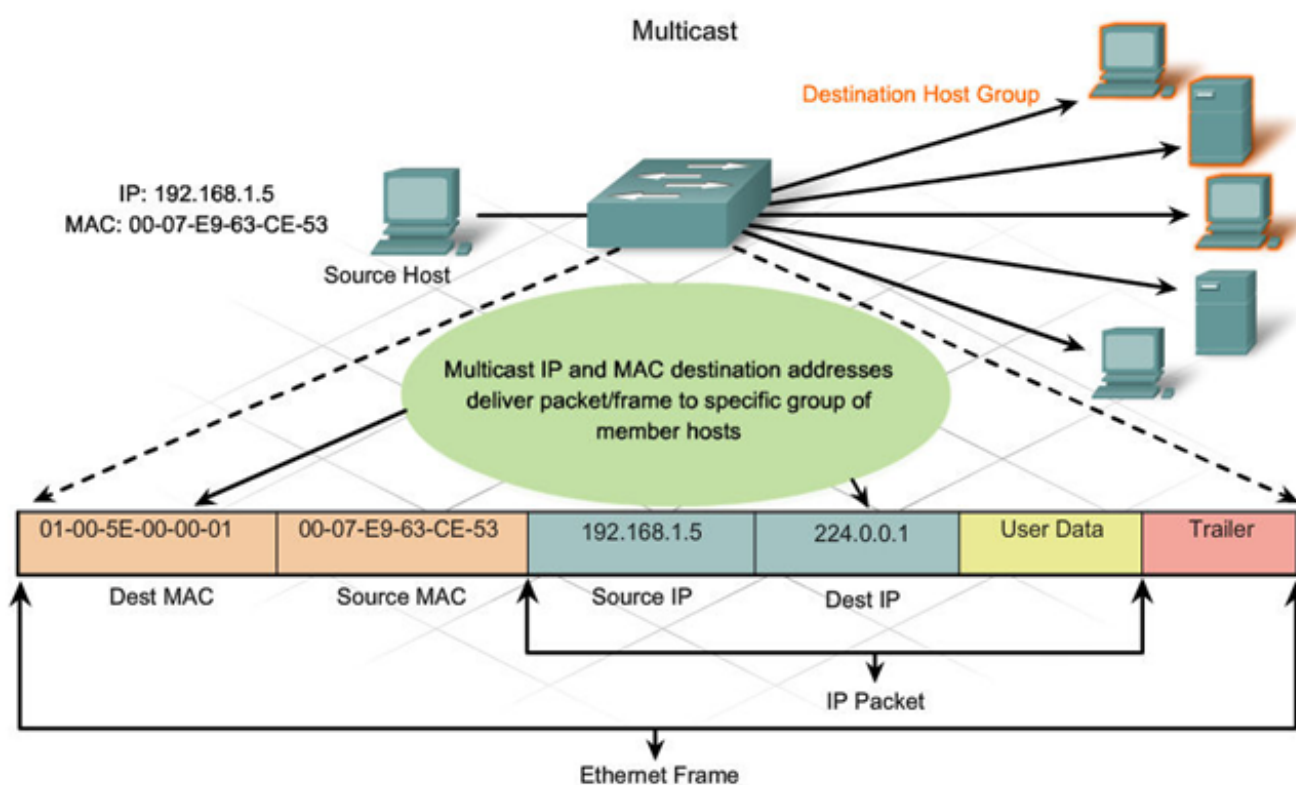 Multicast
Destination Host Group
IP: 192.168.1.5
MAC: 00-07-E9-63-CE-53
Source Host
Multicast IP and MAC destination addresses
deliver packet/frame to specific group of
member hosts
01-00-5E-00-00-01
00-07-E9-63-CE-53
192.168.1.5
224.0.0.1
User Data
Trailer
Dest MAC
Source MAC
Source IP
Dest IP
IP Packet
Ethernet Frame